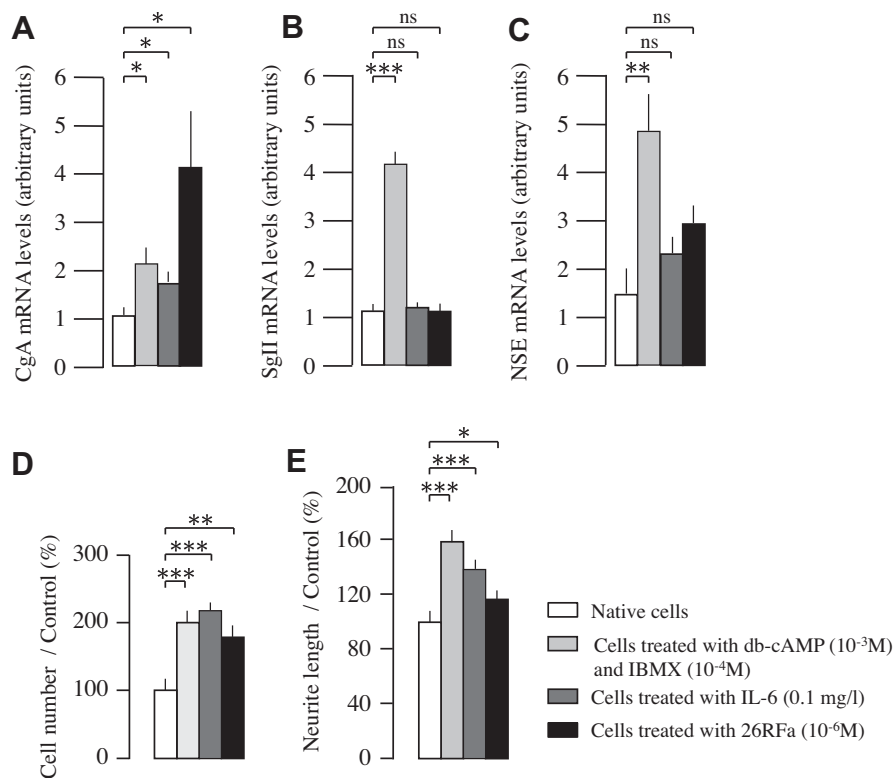 A
CgA mRNA levels (arbitrary units)
6
5
4
3
2
1
0
*
*
*
B
SgII mRNA levels (arbitrary units)
6
5
4
3
2
1
0
ns
ns
***
C
NSE mRNA levels (arbitrary units)
6
5
4
3
2
1
0
ns
ns
**
D
Cell number / Control (%)
300
200
100
0
**
***
***
E
Neurite length / Control (%)
200
160
120
80
40
0
*
***
***
Native cells
Cells treated with db-cAMP (10⁻³M)
and IBMX (10⁻⁴M)
Cells treated with IL-6 (0.1 mg/l)
Cells treated with 26RFa (10⁻⁶M)